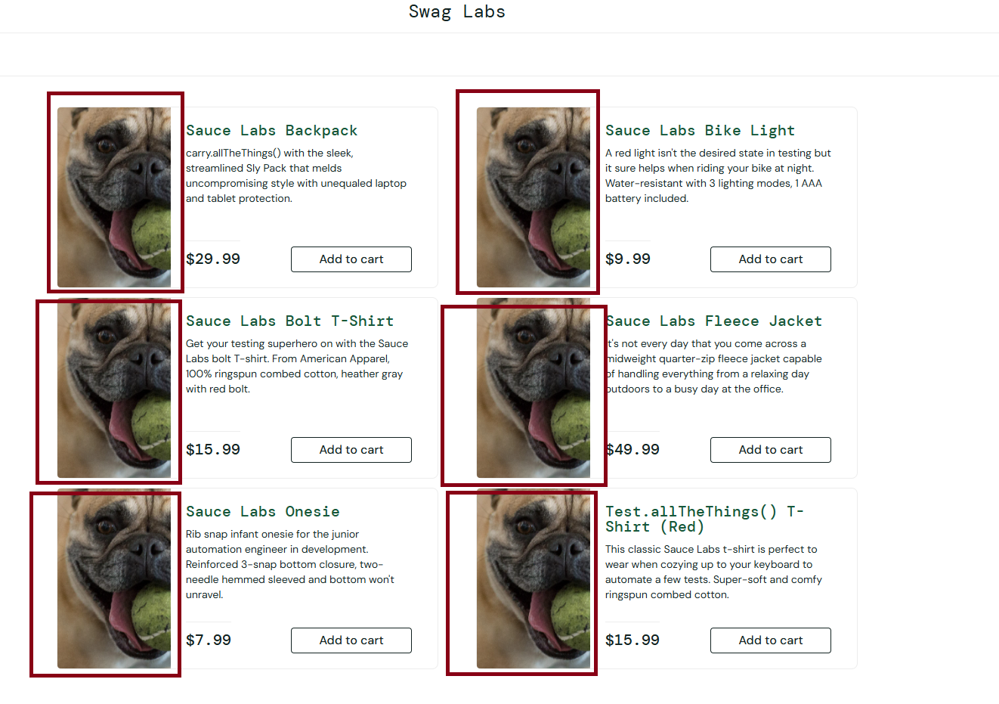 Swag Labs
Sauce Labs Backpack
carry.allTheThings() with the sleek,
streamlined Sly Pack that melds
uncompromising style with unequaled laptop
and tablet protection.
$29.99
Add to cart
Sauce Labs Bike Light
A red light isn't the desired state in testing but
it sure helps when riding your bike at night.
Water-resistant with 3 lighting modes, 1 AAA
battery included.
$9.99
Add to cart
Sauce Labs Bolt T-Shirt
Get your testing superhero on with the Sauce
Labs bolt T-shirt. From American Apparel,
100% ringspun combed cotton, heather gray
with red bolt.
$15.99
Add to cart
Sauce Labs Fleece Jacket
It's not every day that you come across a
midweight quarter-zip fleece jacket capable
of handling everything from a relaxing day
outdoors to a busy day at the office.
$49.99
Add to cart
Sauce Labs Onesie
Rib snap infant onesie for the junior
automation engineer in development.
Reinforced 3-snap bottom closure, two-
needle hemmed sleeved and bottom won't
unravel.
$7.99
Add to cart
Test.allTheThings() T-
Shirt (Red)
This classic Sauce Labs t-shirt is perfect to
wear when cozying up to your keyboard to
automate a few tests. Super-soft and comfy
ringspun combed cotton.
$15.99
Add to cart